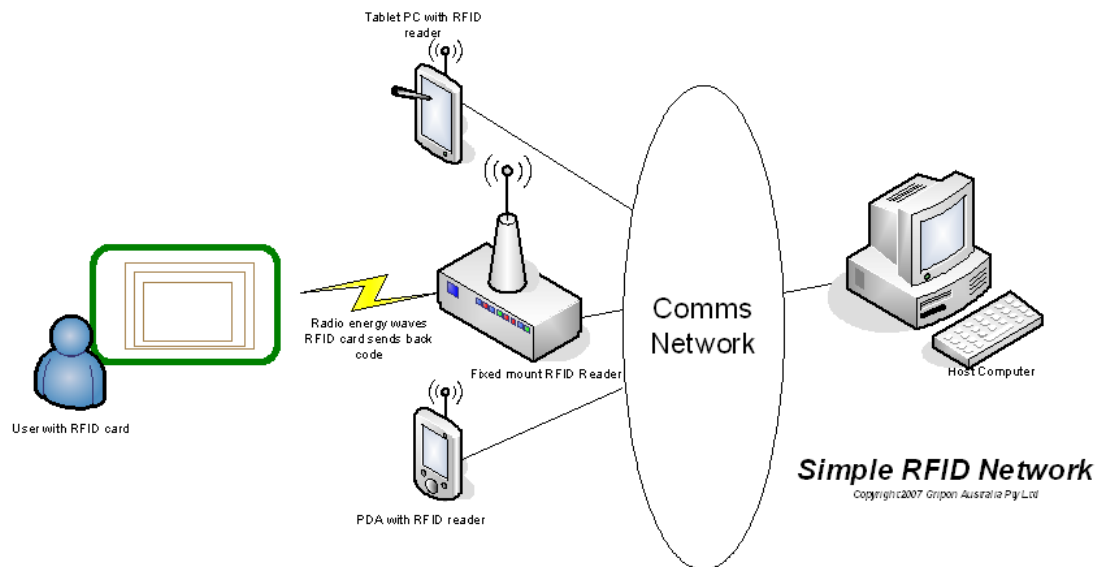 Tablet PC with RFID
reader
Radio energy waves
RFID card sends back
code
Fixed mount RFID Reader
Comms
Network
Host Computer
User with RFID card
PDA with RFID reader
Simple RFID Network
Copyright 2007 Gripon Australia Pty Ltd